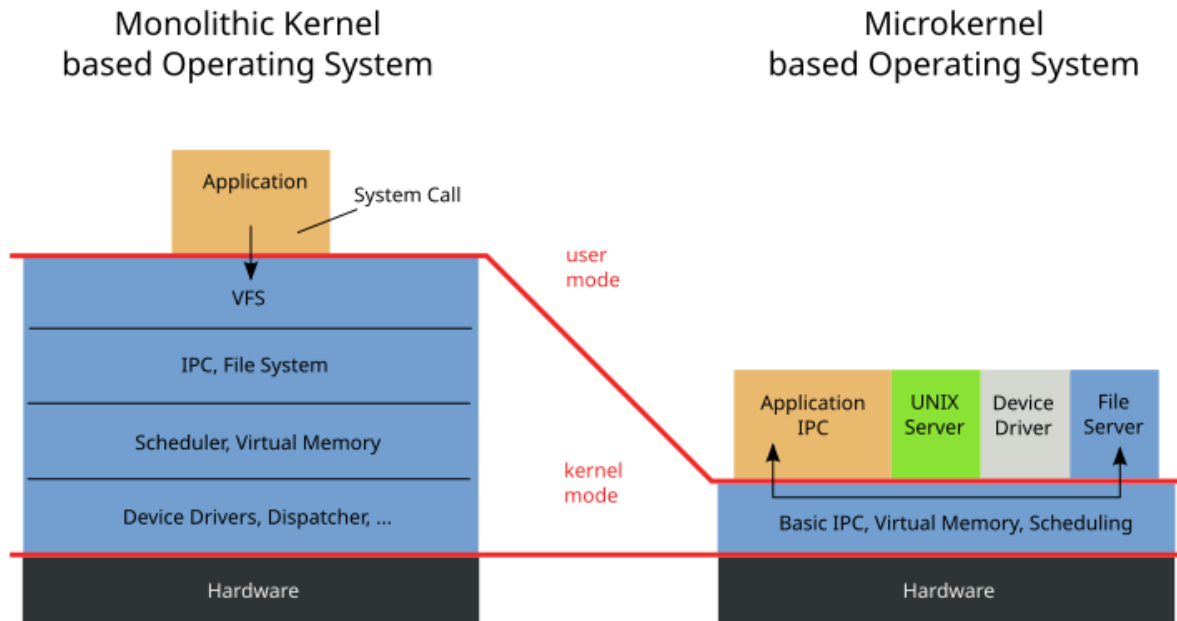 Monolithic Kernel
based Operating System
Microkernel
based Operating System
Application
System Call
VFS
IPC, File System
Scheduler, Virtual Memory
Device Drivers, Dispatcher, ...
Hardware
user
mode
kernel
mode
Application
IPC
UNIX
Server
Device
Driver
File
Server
Basic IPC, Virtual Memory, Scheduling
Hardware